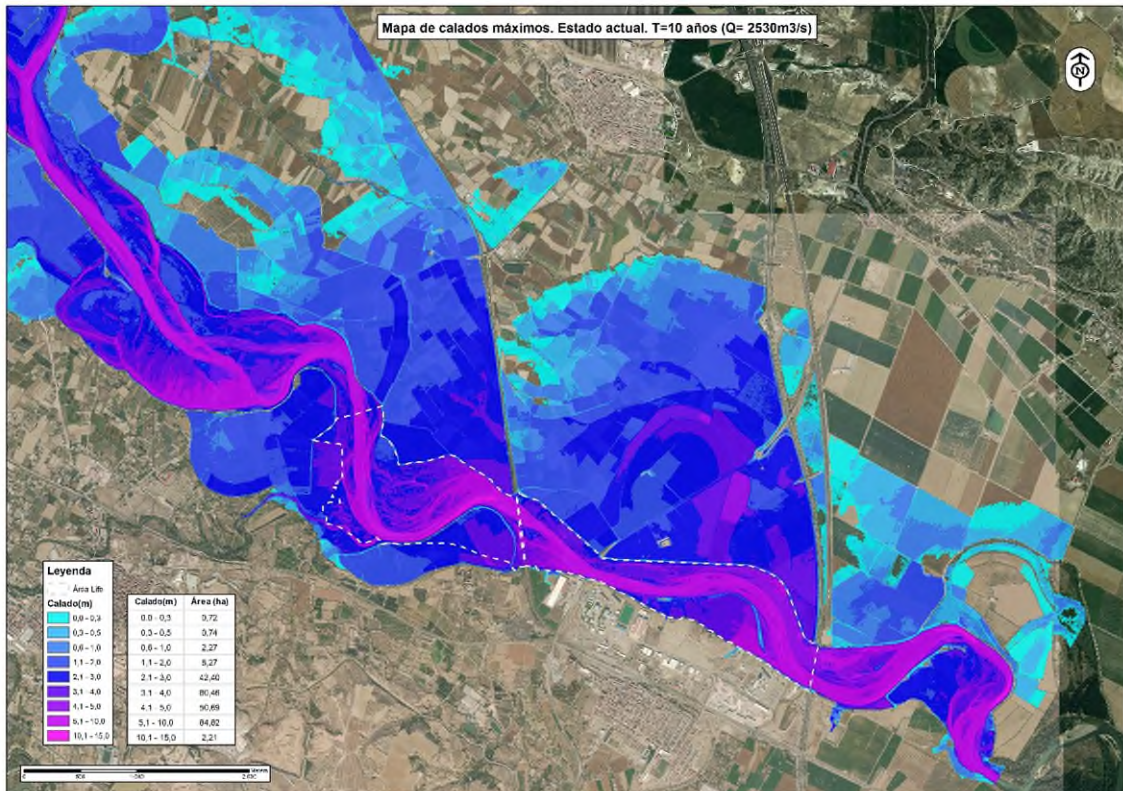 Mapa de calados máximos. Estado actual. T=10 años (Q= 2530m3/s)
N
Leyenda
Área Life
Calado(m)
0,0 - 0,3
0,3 - 0,5
0,6 - 1,0
1,1 - 2,0
2,1 - 3,0
3,1 - 4,0
4,1 - 5,0
5,1 - 10,0
10,1 - 15,0
Calado(m) Área (ha)
0,0 - 0,3 0,72
0,3 - 0,5 0,74
0,6 - 1,0 2,27
1,1 - 2,0 5,27
2,1 - 3,0 42,40
3,1 - 4,0
4,1 - 5,0
5,1 - 10,0 84,82
10,1 - 15,0 2,21
0